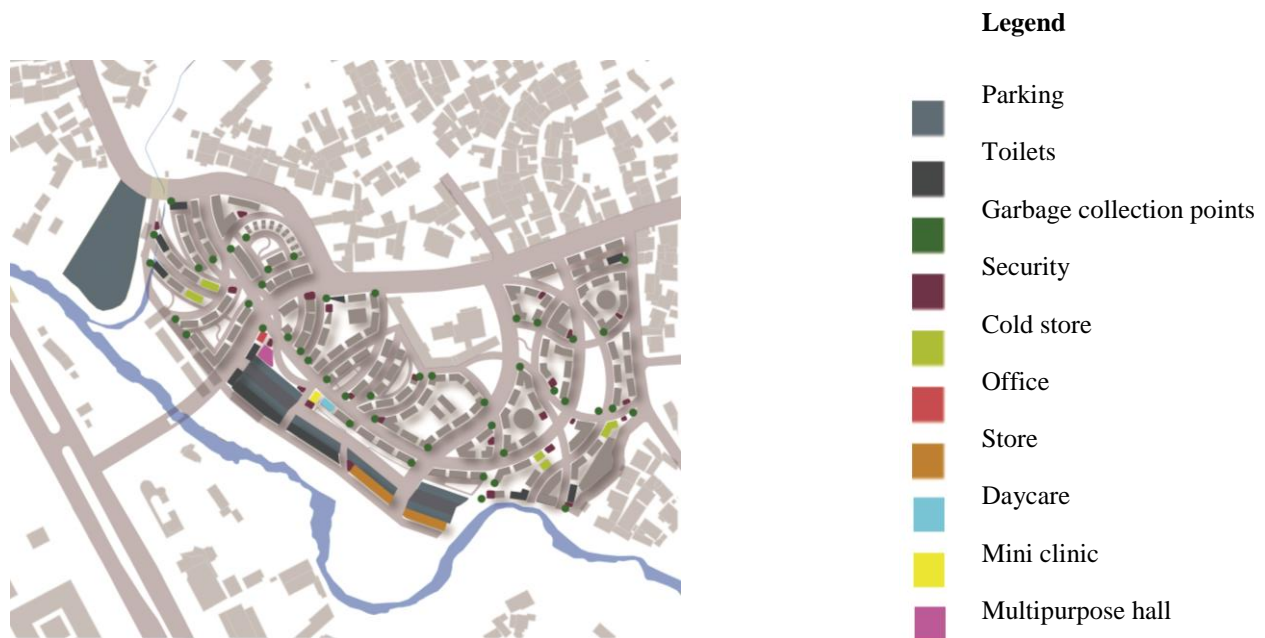 Legend
Parking
Toilets
Garbage collection points
Security
Cold store
Office
Store
Daycare
Mini clinic
Multipurpose hall